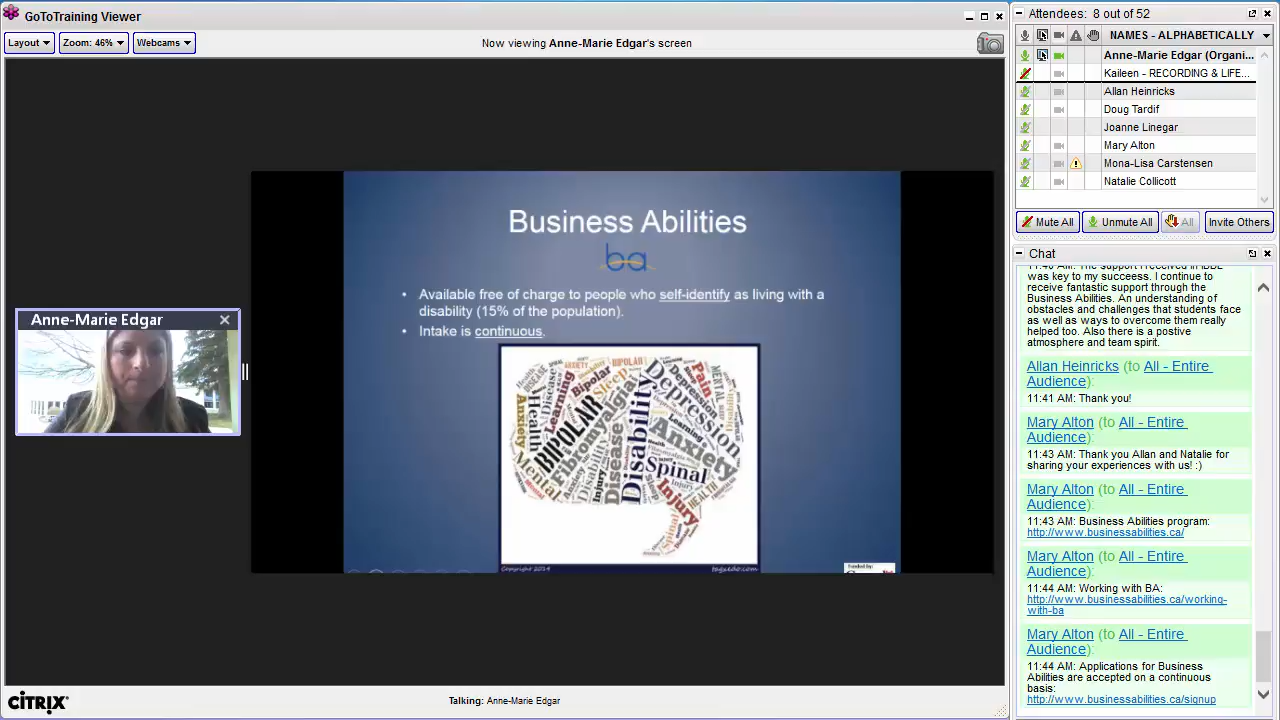 GoToTraining Viewer
Layout
Zoom: 46%
Webcams
Now viewing Anne-Marie Edgar's screen
Anne-Marie Edgar
Business Abilities
ba
• Available free of charge to people who self-identify as living with a
disability (15% of the population).
• Intake is continuous.
Bipolar
Sleep
Pain
Learning
Health
Anxiety
BIPOLAR
Fibromyalgia
Disability
Disease
Depression
Anxiety
Spinal
Injury
Mental
HEALTH
Copyright 2014
tagxedo.com
Funded by:
CiTRIX
Talking: Anne-Marie Edgar
Attendees: 8 out of 52
NAMES - ALPHABETICALLY
Anne-Marie Edgar (Organi...
Kaileen - RECORDING & LIFE...
Allan Heinricks
Doug Tardif
Joanne Linegar
Mary Alton
Mona-Lisa Carstensen
Natalie Collicott
Mute All
Unmute All
All
Invite Others
Chat
was key to my succeess. I continue to
receive fantastic support through the
Business Abilities. An understanding of
obstacles and challenges that students face
as well as ways to overcome them really
helped too. Also there is a postive
atmosphere and team spirit.
Allan Heinricks (to All - Entire
Audience):
11:41 AM: Thank you!
Mary Alton (to All - Entire
Audience):
11:43 AM: Thank you Allan and Natalie for
sharing your experiences with us! :)
Mary Alton (to All - Entire
Audience):
11:43 AM: Business Abilities program:
http://www.businessabilities.ca/
Mary Alton (to All - Entire
Audience):
11:44 AM: Working with BA:
http://www.businessabilities.ca/working-
with-ba
Mary Alton (to All - Entire
Audience):
11:44 AM: Applications for Business
Abilities are accepted on a continuous
basis:
http://www.businessabilities.ca/signup